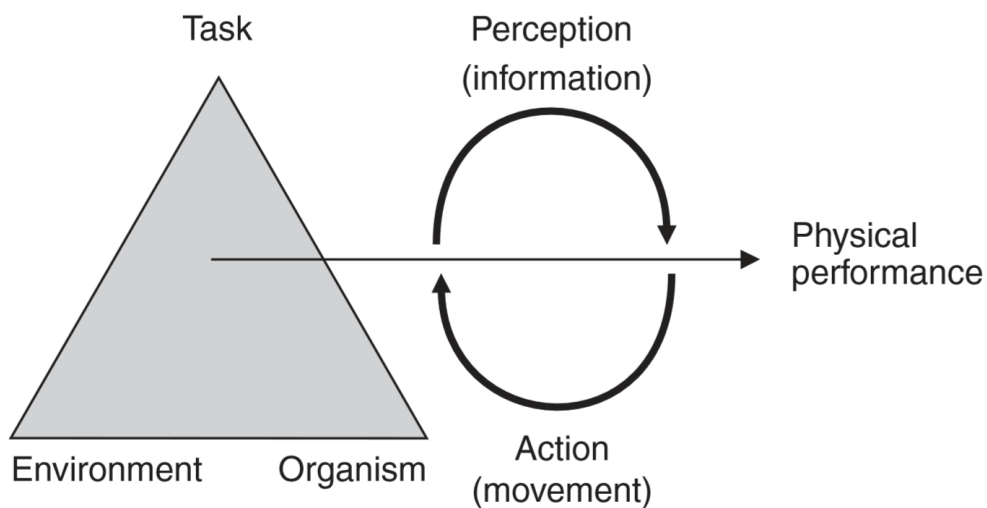 Task
Perception
(information)
Physical
performance
Environment
Organism
Action
(movement)